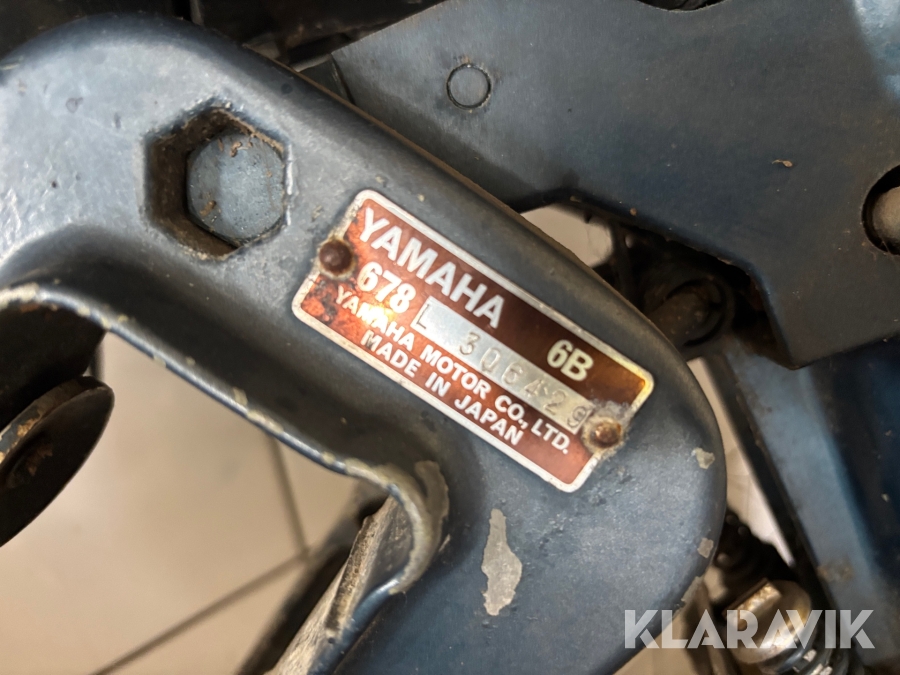 YAMAHA 6B
678 L 306429
YAMAHA MOTOR CO., LTD.
MADE IN JAPAN
KLARAVIK